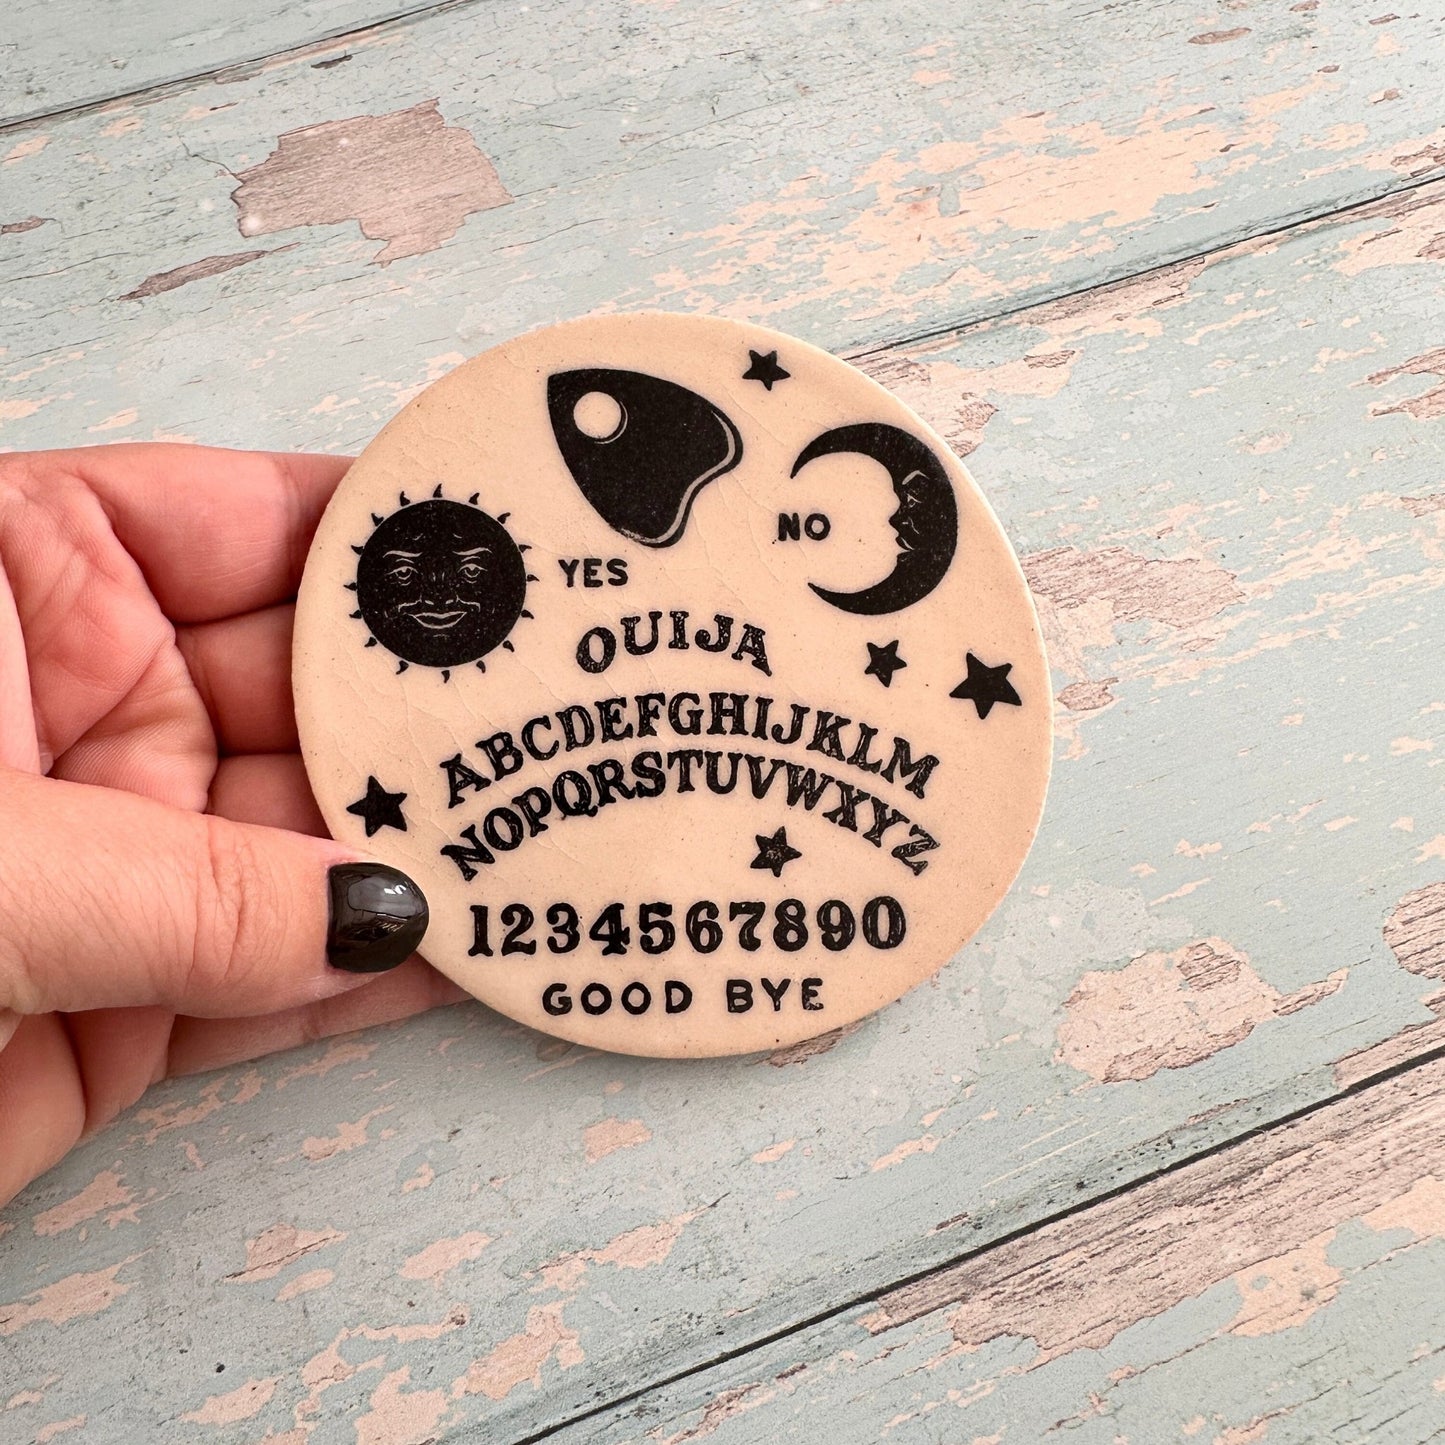 YES
NO
OUIJA
ABCDEFGHIJKLM
NOPQRSTUVWXYZ
1234567890
GOOD BYE